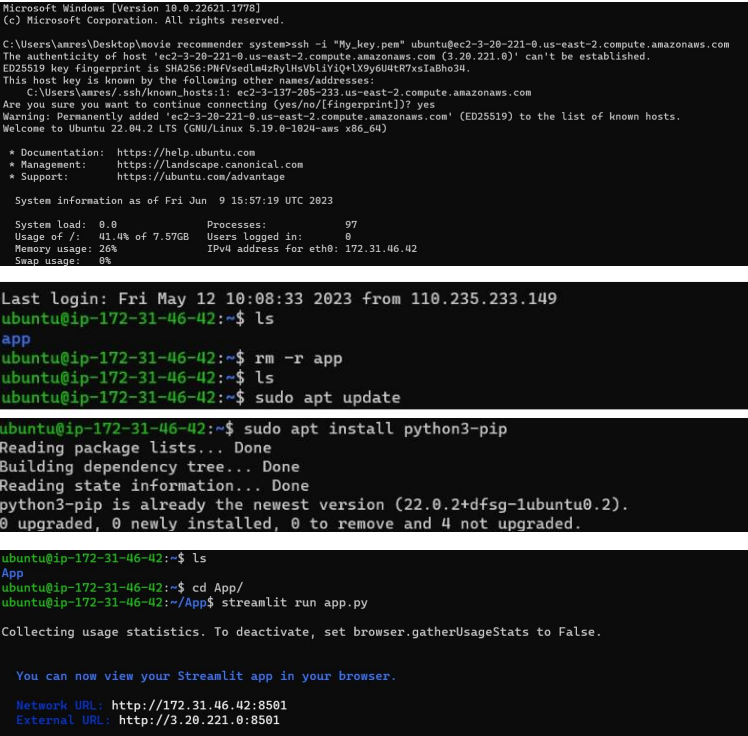 Microsoft Windows [Version 10.0.22621.1778]
(c) Microsoft Corporation. All rights reserved.
C:\Users\amres\Desktop\movie recommender system>ssh -i "My_key.pem" ubuntu@ec2-3-20-221-0.us-east-2.compute.amazonaws.com
The authenticity of host 'ec2-3-20-221-0.us-east-2.compute.amazonaws.com (3.20.221.0)' can't be established.
ED25519 key fingerprint is SHA256:PNfVsedlm4zRylHsVbliYiQ+lX9y6U4tR7xsIaBho34.
This host key is known by the following other names/addresses:
C:\Users\amres/.ssh/known_hosts:1: ec2-3-137-205-233.us-east-2.compute.amazonaws.com
Are you sure you want to continue connecting (yes/no/[fingerprint])? yes
Warning: Permanently added 'ec2-3-20-221-0.us-east-2.compute.amazonaws.com' (ED25519) to the list of known hosts.
Welcome to Ubuntu 22.04.2 LTS (GNU/Linux 5.19.0-1024-aws x86_64)
* Documentation: https://help.ubuntu.com
* Management: https://landscape.canonical.com
* Support: https://ubuntu.com/advantage
System information as of Fri Jun 9 15:57:19 UTC 2023
System load: 0.0 Processes: 97
Usage of /: 41.4% of 7.57GB Users logged in: 0
Memory usage: 26% IPv4 address for eth0: 172.31.46.42
Swap usage: 0%
Last login: Fri May 12 10:08:33 2023 from 110.235.233.149
ubuntu@ip-172-31-46-42:~$ ls
app
ubuntu@ip-172-31-46-42:~$ rm -r app
ubuntu@ip-172-31-46-42:~$ ls
ubuntu@ip-172-31-46-42:~$ sudo apt update
ubuntu@ip-172-31-46-42:~$ sudo apt install python3-pip
Reading package lists... Done
Building dependency tree... Done
Reading state information... Done
python3-pip is already the newest version (22.0.2+dfsg-1ubuntu0.2).
0 upgraded, 0 newly installed, 0 to remove and 4 not upgraded.
ubuntu@ip-172-31-46-42:~$ ls
App
ubuntu@ip-172-31-46-42:~$ cd App/
ubuntu@ip-172-31-46-42:~/App$ streamlit run app.py
Collecting usage statistics. To deactivate, set browser.gatherUsageStats to False.
You can now view your Streamlit app in your browser.
Network URL: http://172.31.46.42:8501
External URL: http://3.20.221.0:8501